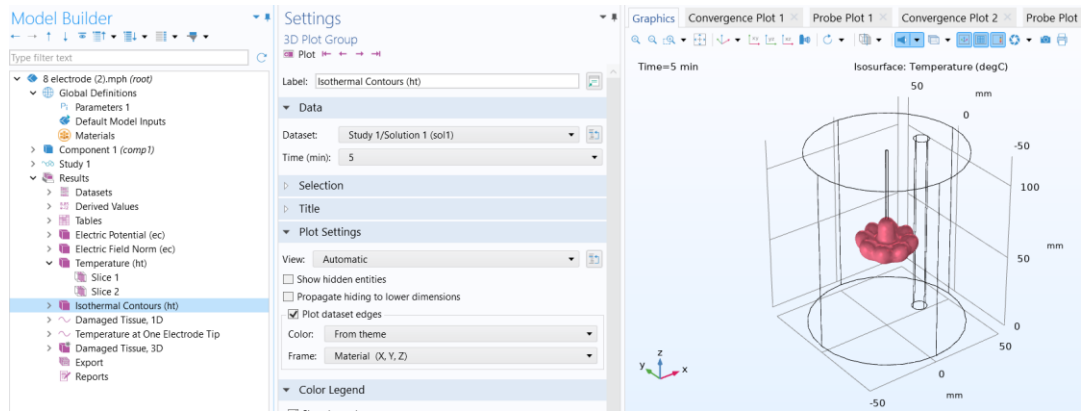 Model Builder
Type filter text
8 electrode (2).mph (root)
Global Definitions
Parameters 1
Default Model Inputs
Materials
Component 1 (comp1)
Study 1
Results
Datasets
Derived Values
Tables
Electric Potential (ec)
Electric Field Norm (ec)
Temperature (ht)
Slice 1
Slice 2
Isothermal Contours (ht)
Damaged Tissue, 1D
Temperature at One Electrode Tip
Damaged Tissue, 3D
Export
Reports
Settings
3D Plot Group
Plot
Label: Isothermal Contours (ht)
Data
Dataset: Study 1/Solution 1 (sol1)
Time (min): 5
Selection
Title
Plot Settings
View: Automatic
Show hidden entities
Propagate hiding to lower dimensions
Plot dataset edges
Color: From theme
Frame: Material (X, Y, Z)
Color Legend
Graphics Convergence Plot 1 Probe Plot 1 Convergence Plot 2 Probe Plot
Time=5 min Isosurface: Temperature (degC)
50
mm
0
-50
100
mm
50
0
50
0
mm
-50
z
y
x